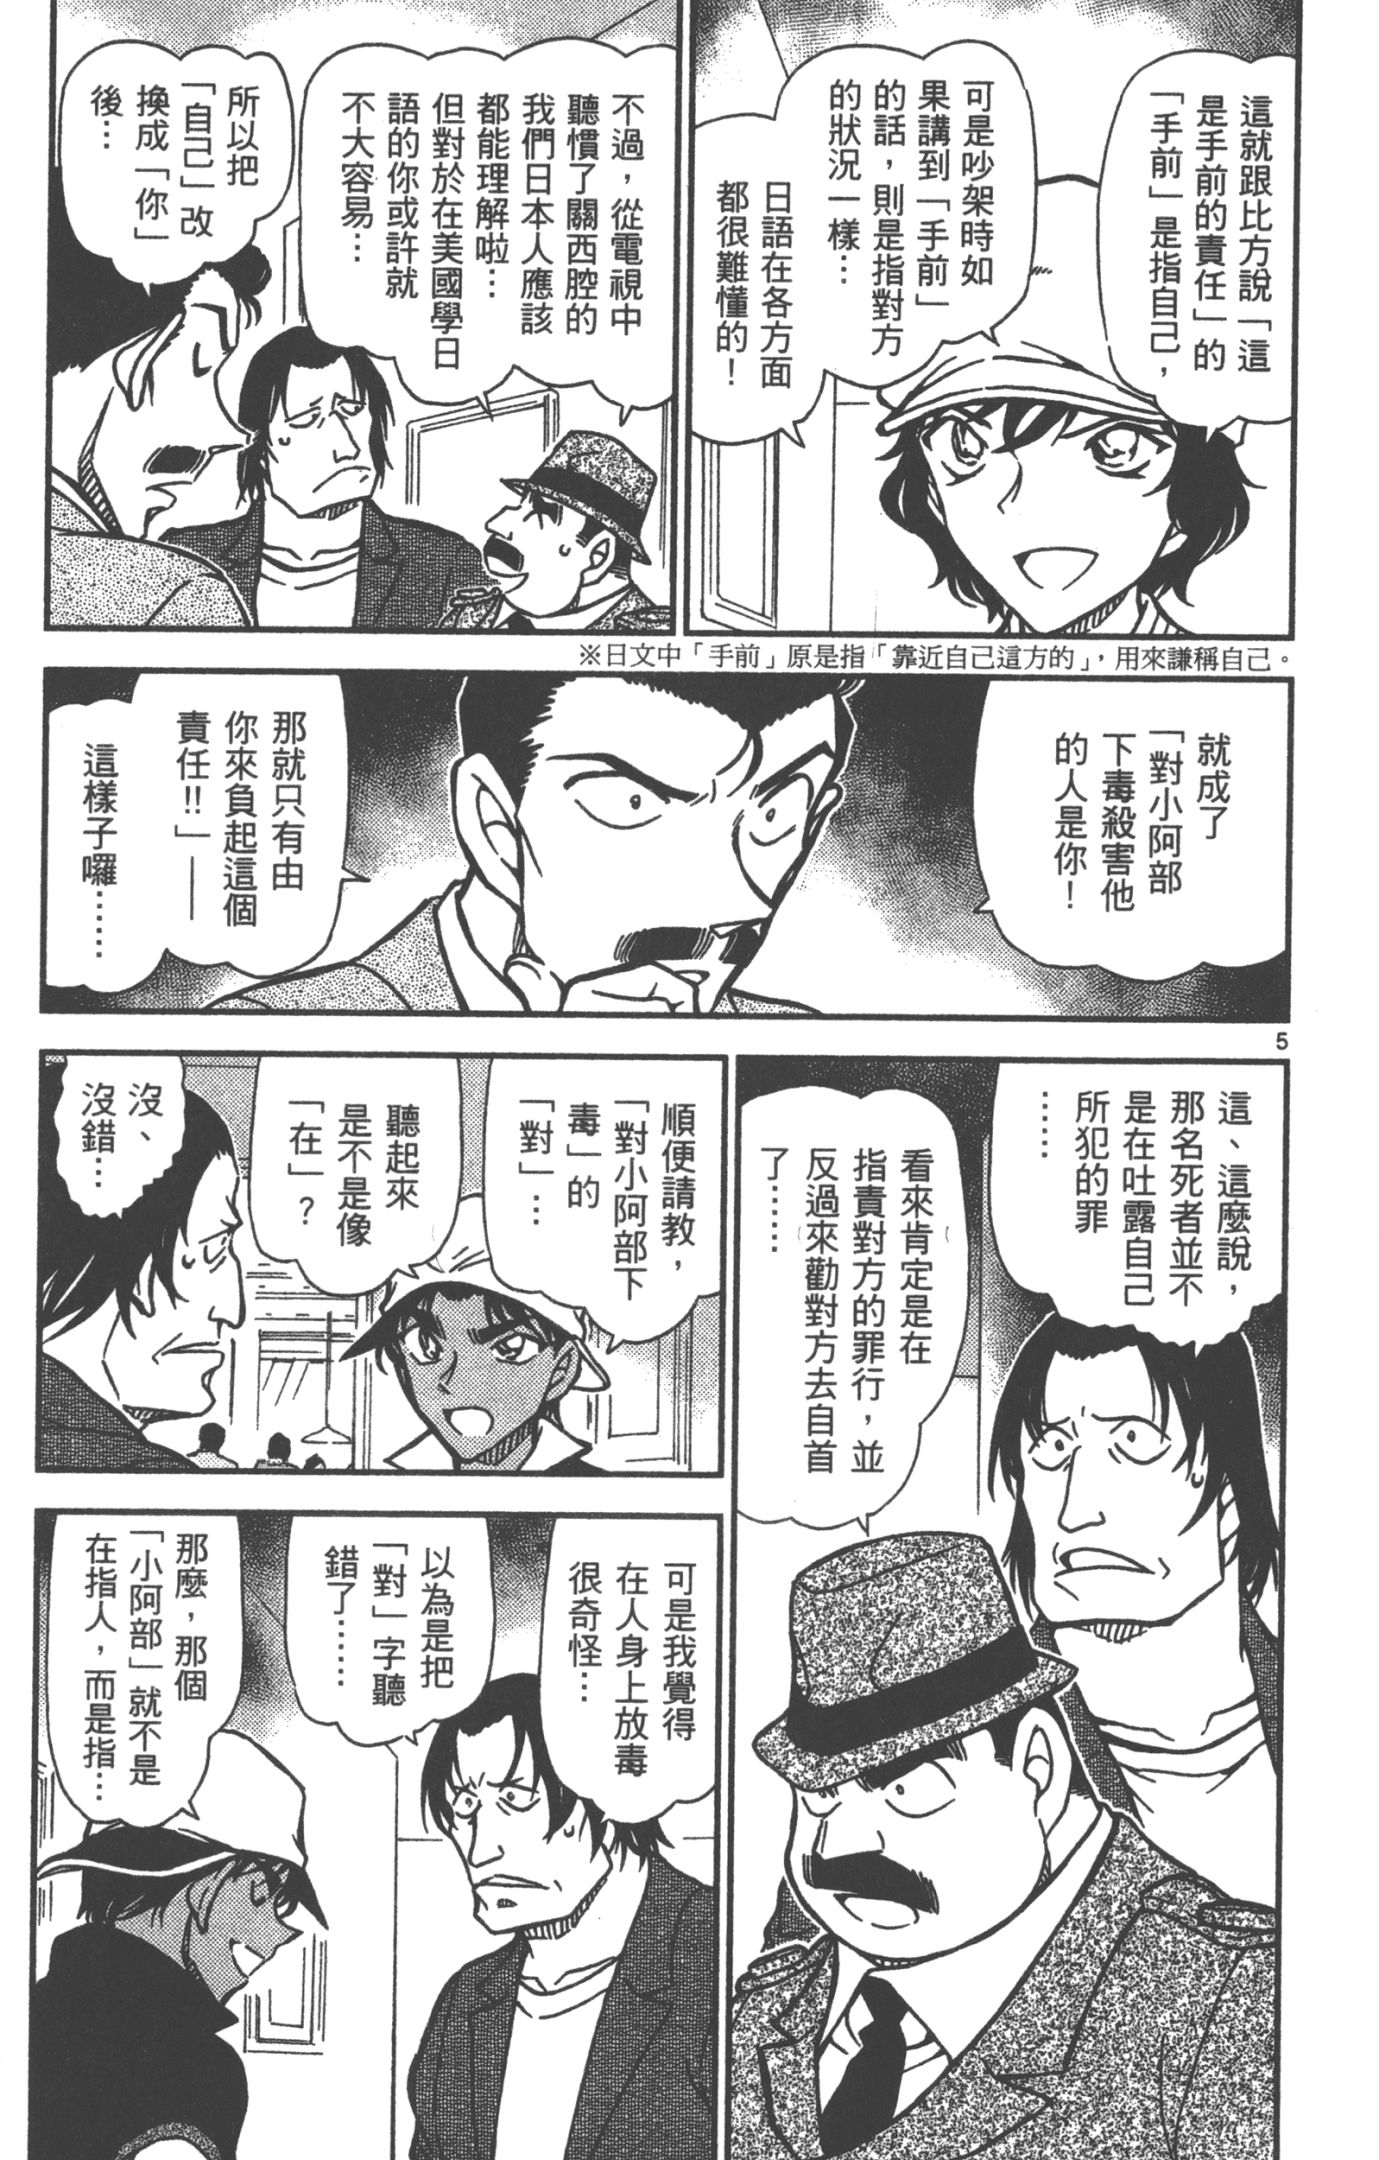 這就跟比方說「這
是手前的責任」的
「手前」是指自己，
可是吵架時如
果講到「手前」
的話，則是指對方
的狀況一樣…
日語在各方面
都很難懂的！
不過，從電視中
聽慣了關西腔的
我們日本人應該
都能理解啦…
但對於在美國學日
語的你或許就
不大容易…
所以把
「自己」改
換成「你」
後…
※日文中「手前」原是指「靠近自己這方的」，用來謙稱自己。
就成了
「對小阿部
下毒殺害他
的人是你！
那就只有由
你來負起這個
責任!!」——
這樣子囉……
5
這、這麼說，
那名死者並不
是在吐露自己
所犯的罪
……
看來肯定是在
指責對方的罪行，並
反過來勸對方去自首
了……
順便請教，
「對小阿部下
毒」的
「對」…
聽起來
是不是像
「在」？
沒、
沒錯…
可是我覺得
在人身上放毒
很奇怪…
以為是把
「對」字聽
錯了……
那麼，那個
「小阿部」就不是
在指人，而是指…